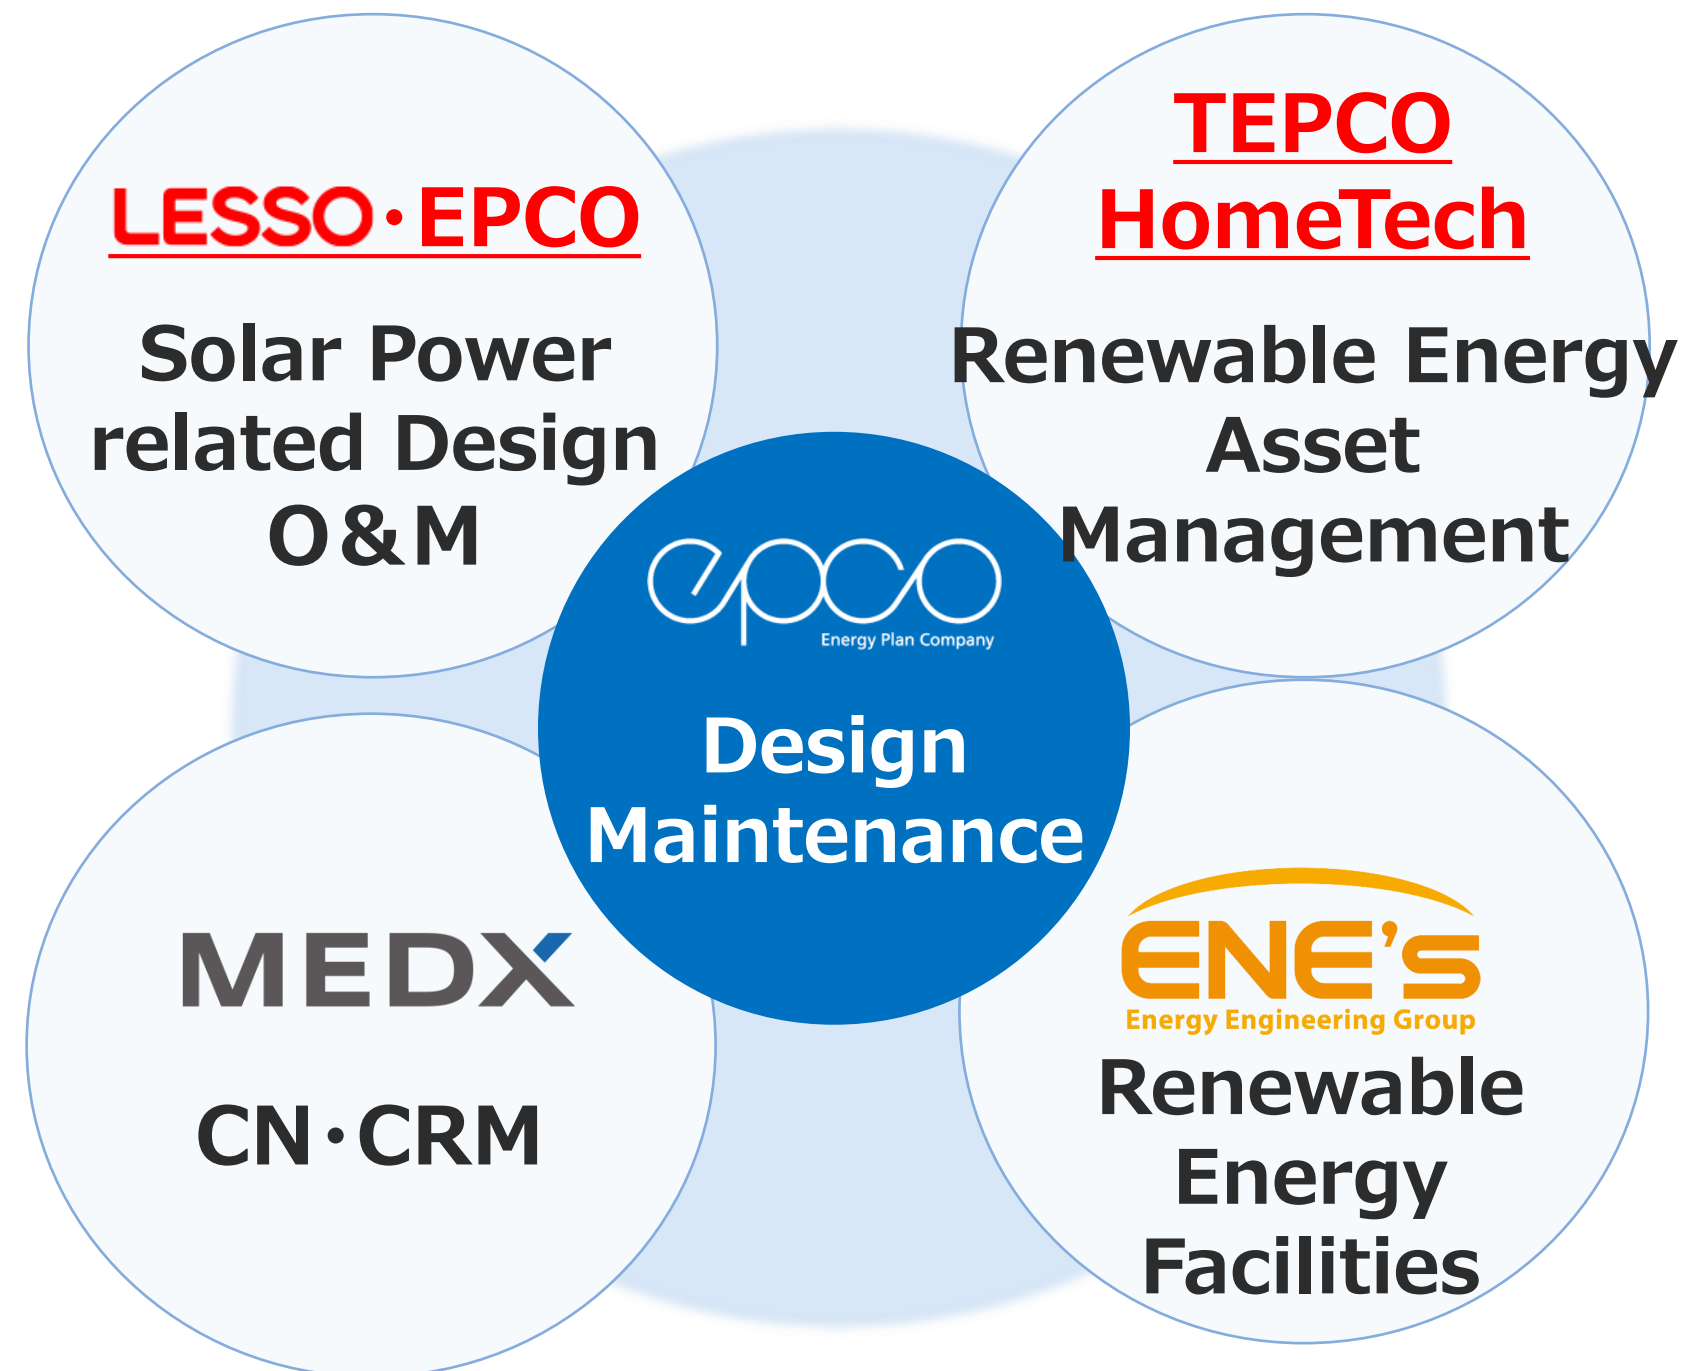 LESSO・EPCO
Solar Power
related Design
O&M
TEPCO
HomeTech
Renewable Energy
Asset
Management
epco
Energy Plan Company
Design
Maintenance
MEDX
CN・CRM
ENE's
Energy Engineering Group
Renewable
Energy
Facilities